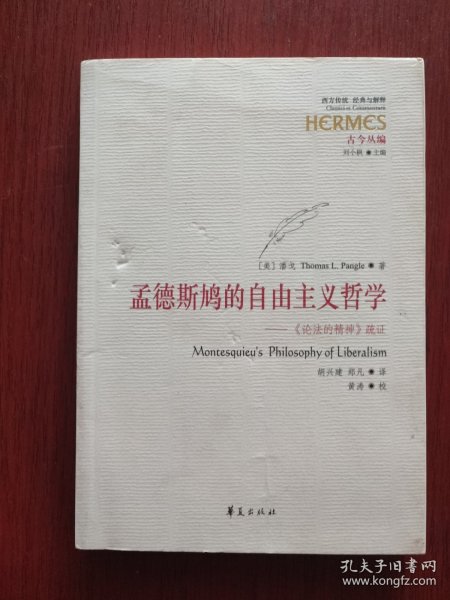 西方传统 经典与解释
Classici et Commentarii
HERMES
古今丛编
刘小枫 ◉ 主编
[美] 潘戈 Thomas L. Pangle ◉ 著
孟德斯鸠的自由主义哲学
——《论法的精神》疏证
Montesquieu's Philosophy of Liberalism
胡兴建 郑凡 ◉ 译
黄涛 ◉ 校
华夏出版社
孔夫子旧书网
www.kongfz.com